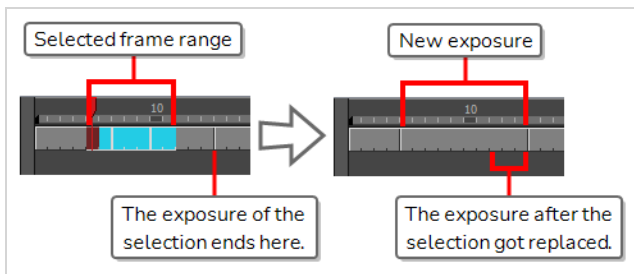 Selected frame range
New exposure
10
10
The exposure of the
selection ends here.
The exposure after the
selection got replaced.